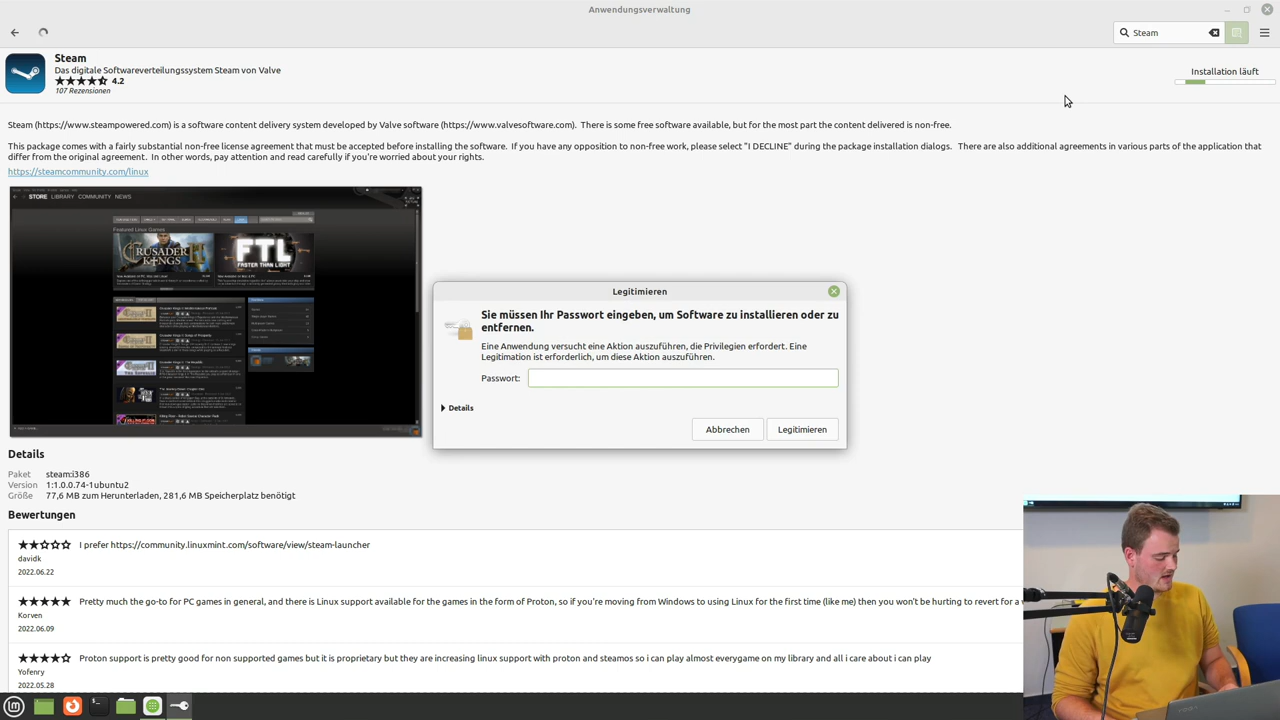 Anwendungsverwaltung
Steam
Steam
Das digitale Softwareverteilungssystem Steam von Valve
4.2
107 Rezensionen
Installation läuft
Steam (https://www.steampowered.com) is a software content delivery system developed by Valve software (https://www.valvesoftware.com).  There is some free software available, but for the most part the content delivered is non-free.
This package comes with a fairly substantial non-free license agreement that must be accepted before installing the software.  If you have any opposition to non-free work, please select "I DECLINE" during the package installation dialogs.   There are also additional agreements in various parts of the application that
differ from the original agreement.  In other words, pay attention and read carefully if you're worried about your rights.
https://steamcommunity.com/linux
STORE LIBRARY COMMUNITY NEWS
Featured Linux Games
CRUSADER KINGS II
FTL
FASTER THAN LIGHT
Legitimieren
Sie müssen Ihr Passwort eingeben, um Software zu installieren oder zu
entfernen.
Eine Anwendung versucht eine Aktion auszuführen, die Privilegien erfordert. Eine
Legitimation ist erforderlich, um diese Aktion auszuführen.
Passwort:
Details
Abbrechen
Legitimieren
Details
Paket steam:i386
Version 1:1.0.0.74-1ubuntu2
Größe 77,6 MB zum Herunterladen, 281,6 MB Speicherplatz benötigt
Bewertungen
I prefer https://community.linuxmint.com/software/view/steam-launcher
davidk
2022.06.22
Pretty much the go-to for PC games in general, and there is Linux support available for the games in the form of Proton, so if you're moving from Windows to using Linux for the first time (like me) then you won't be hurting to revert for a
Korven
2022.06.09
Proton support is pretty good for non supported games but it is proprietary but they are increasing linux support with proton and steamos so i can play almost everygame on my library and all i care about i can play
Yofenry
2022.05.28